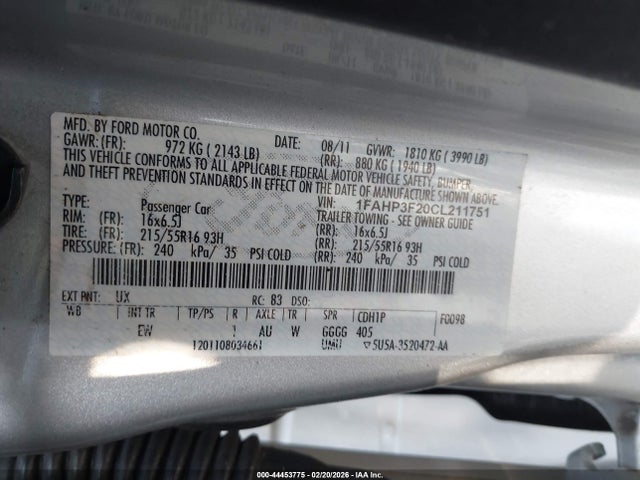 MFD. BY FORD MOTOR CO.
DATE: 08/11 GVWR: 1810 KG ( 3990 LB)
GAWR: (FR): 972 KG ( 2143 LB) (RR): 880 KG ( 1940 LB)
THIS VEHICLE CONFORMS TO ALL APPLICABLE FEDERAL MOTOR VEHICLE SAFETY, BUMPER,
AND THEFT PREVENTION STANDARDS IN EFFECT ON THE DATE OF MANUFACTURE SHOWN ABOVE.
VIN: 1FAHP3F20CL211751
TYPE: Passenger Car TRAILER TOWING - SEE OWNER GUIDE
RIM: (FR): 16x6.5J (RR): 16x6.5J
TIRE: (FR): 215/55R16 93H (RR): 215/55R16 93H
PRESSURE: (FR): 240 kPa/ 35 PSI COLD (RR): 240 kPa/ 35 PSI COLD
EXT PNT: UX RC: 83 DSO:
WB INT TR TP/PS R AXLE TR SPR CDH1P F0098
EW 1 AU W GGGG 405
1201108034661 UMU ▽5U5A-3520472-AA
000-44453775 - 02/20/2026 - IAA Inc.